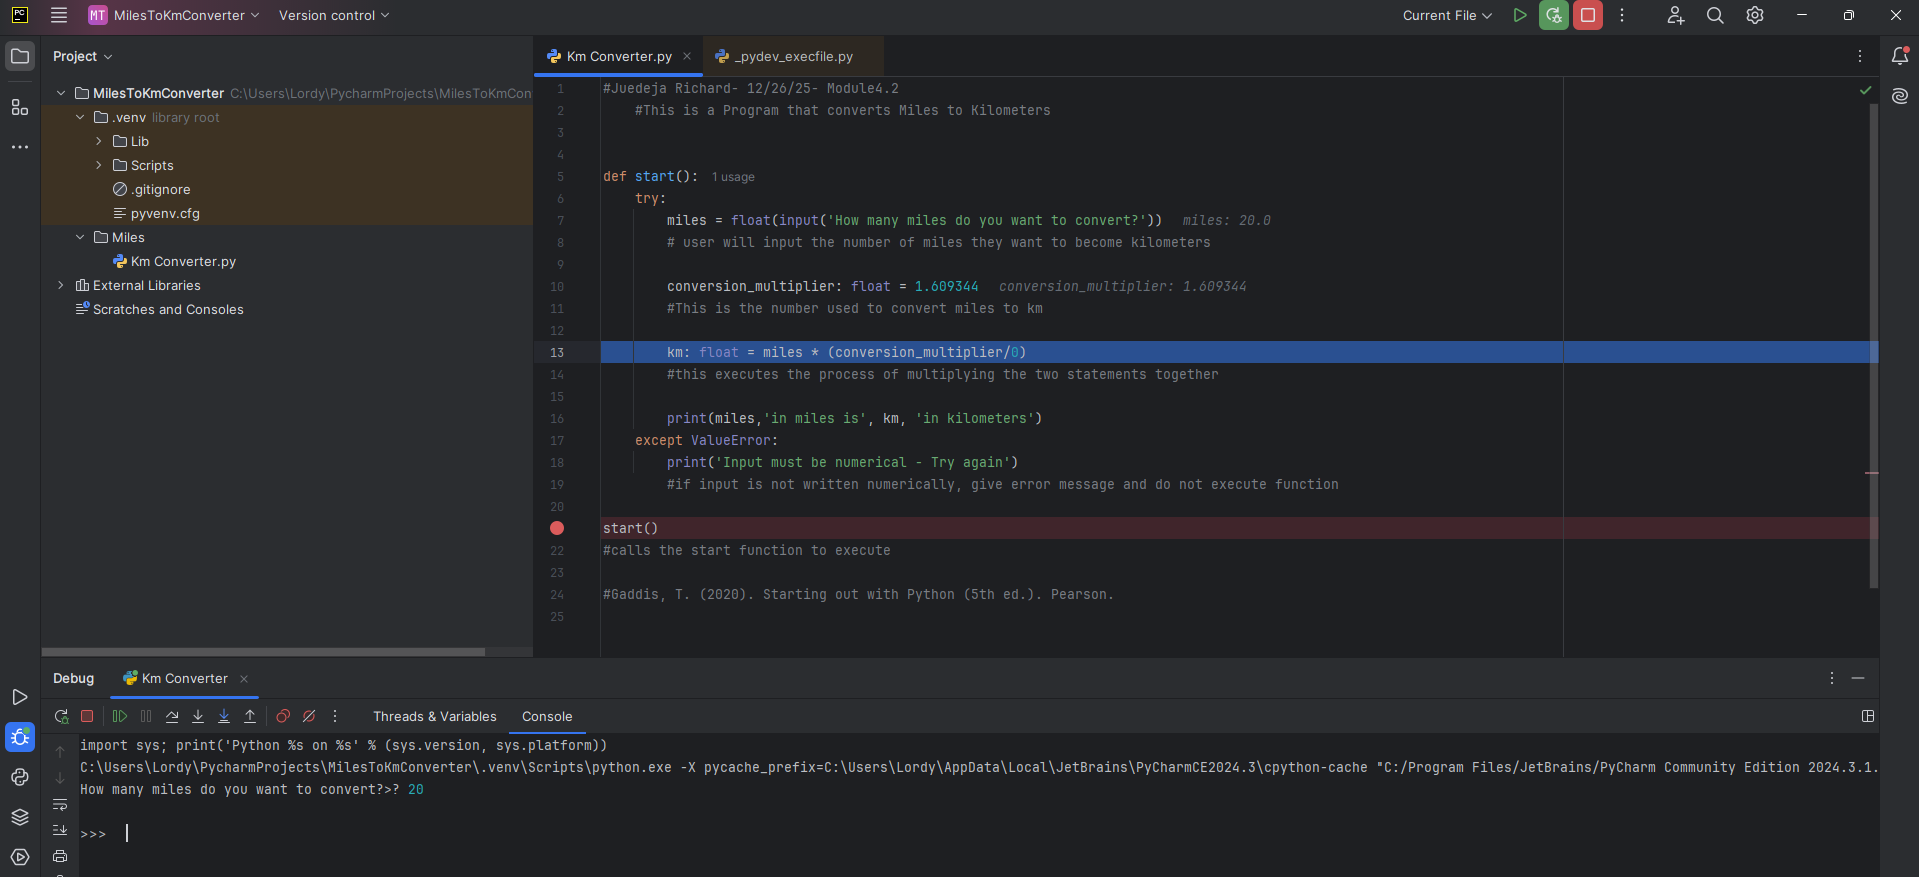 PC
MT MilesToKmConverter Version control Current File
Project
Km Converter.py _pydev_execfile.py
MilesToKmConverter C:\Users\Lordy\PycharmProjects\MilesToKmCon
.venv library root
Lib
Scripts
.gitignore
pyvenv.cfg
Miles
Km Converter.py
External Libraries
Scratches and Consoles
1 #Juedeja Richard- 12/26/25- Module4.2
2 #This is a Program that converts Miles to Kilometers
3
4
5 def start(): 1 usage
6 try:
7 miles = float(input('How many miles do you want to convert?')) miles: 20.0
8 # user will input the number of miles they want to become kilometers
9
10 conversion_multiplier: float = 1.609344 conversion_multiplier: 1.609344
11 #This is the number used to convert miles to km
12
13 km: float = miles * (conversion_multiplier/0)
14 #this executes the process of multiplying the two statements together
15
16 print(miles,'in miles is', km, 'in kilometers')
17 except ValueError:
18 print('Input must be numerical - Try again')
19 #if input is not written numerically, give error message and do not execute function
20
start()
22 #calls the start function to execute
23
24 #Gaddis, T. (2020). Starting out with Python (5th ed.). Pearson.
25
Debug Km Converter
Threads & Variables Console
import sys; print('Python %s on %s' % (sys.version, sys.platform))
C:\Users\Lordy\PycharmProjects\MilesToKmConverter\.venv\Scripts\python.exe -X pycache_prefix=C:\Users\Lordy\AppData\Local\JetBrains\PyCharmCE2024.3\cpython-cache "C:/Program Files/JetBrains/PyCharm Community Edition 2024.3.1.
How many miles do you want to convert?>? 20
>>>